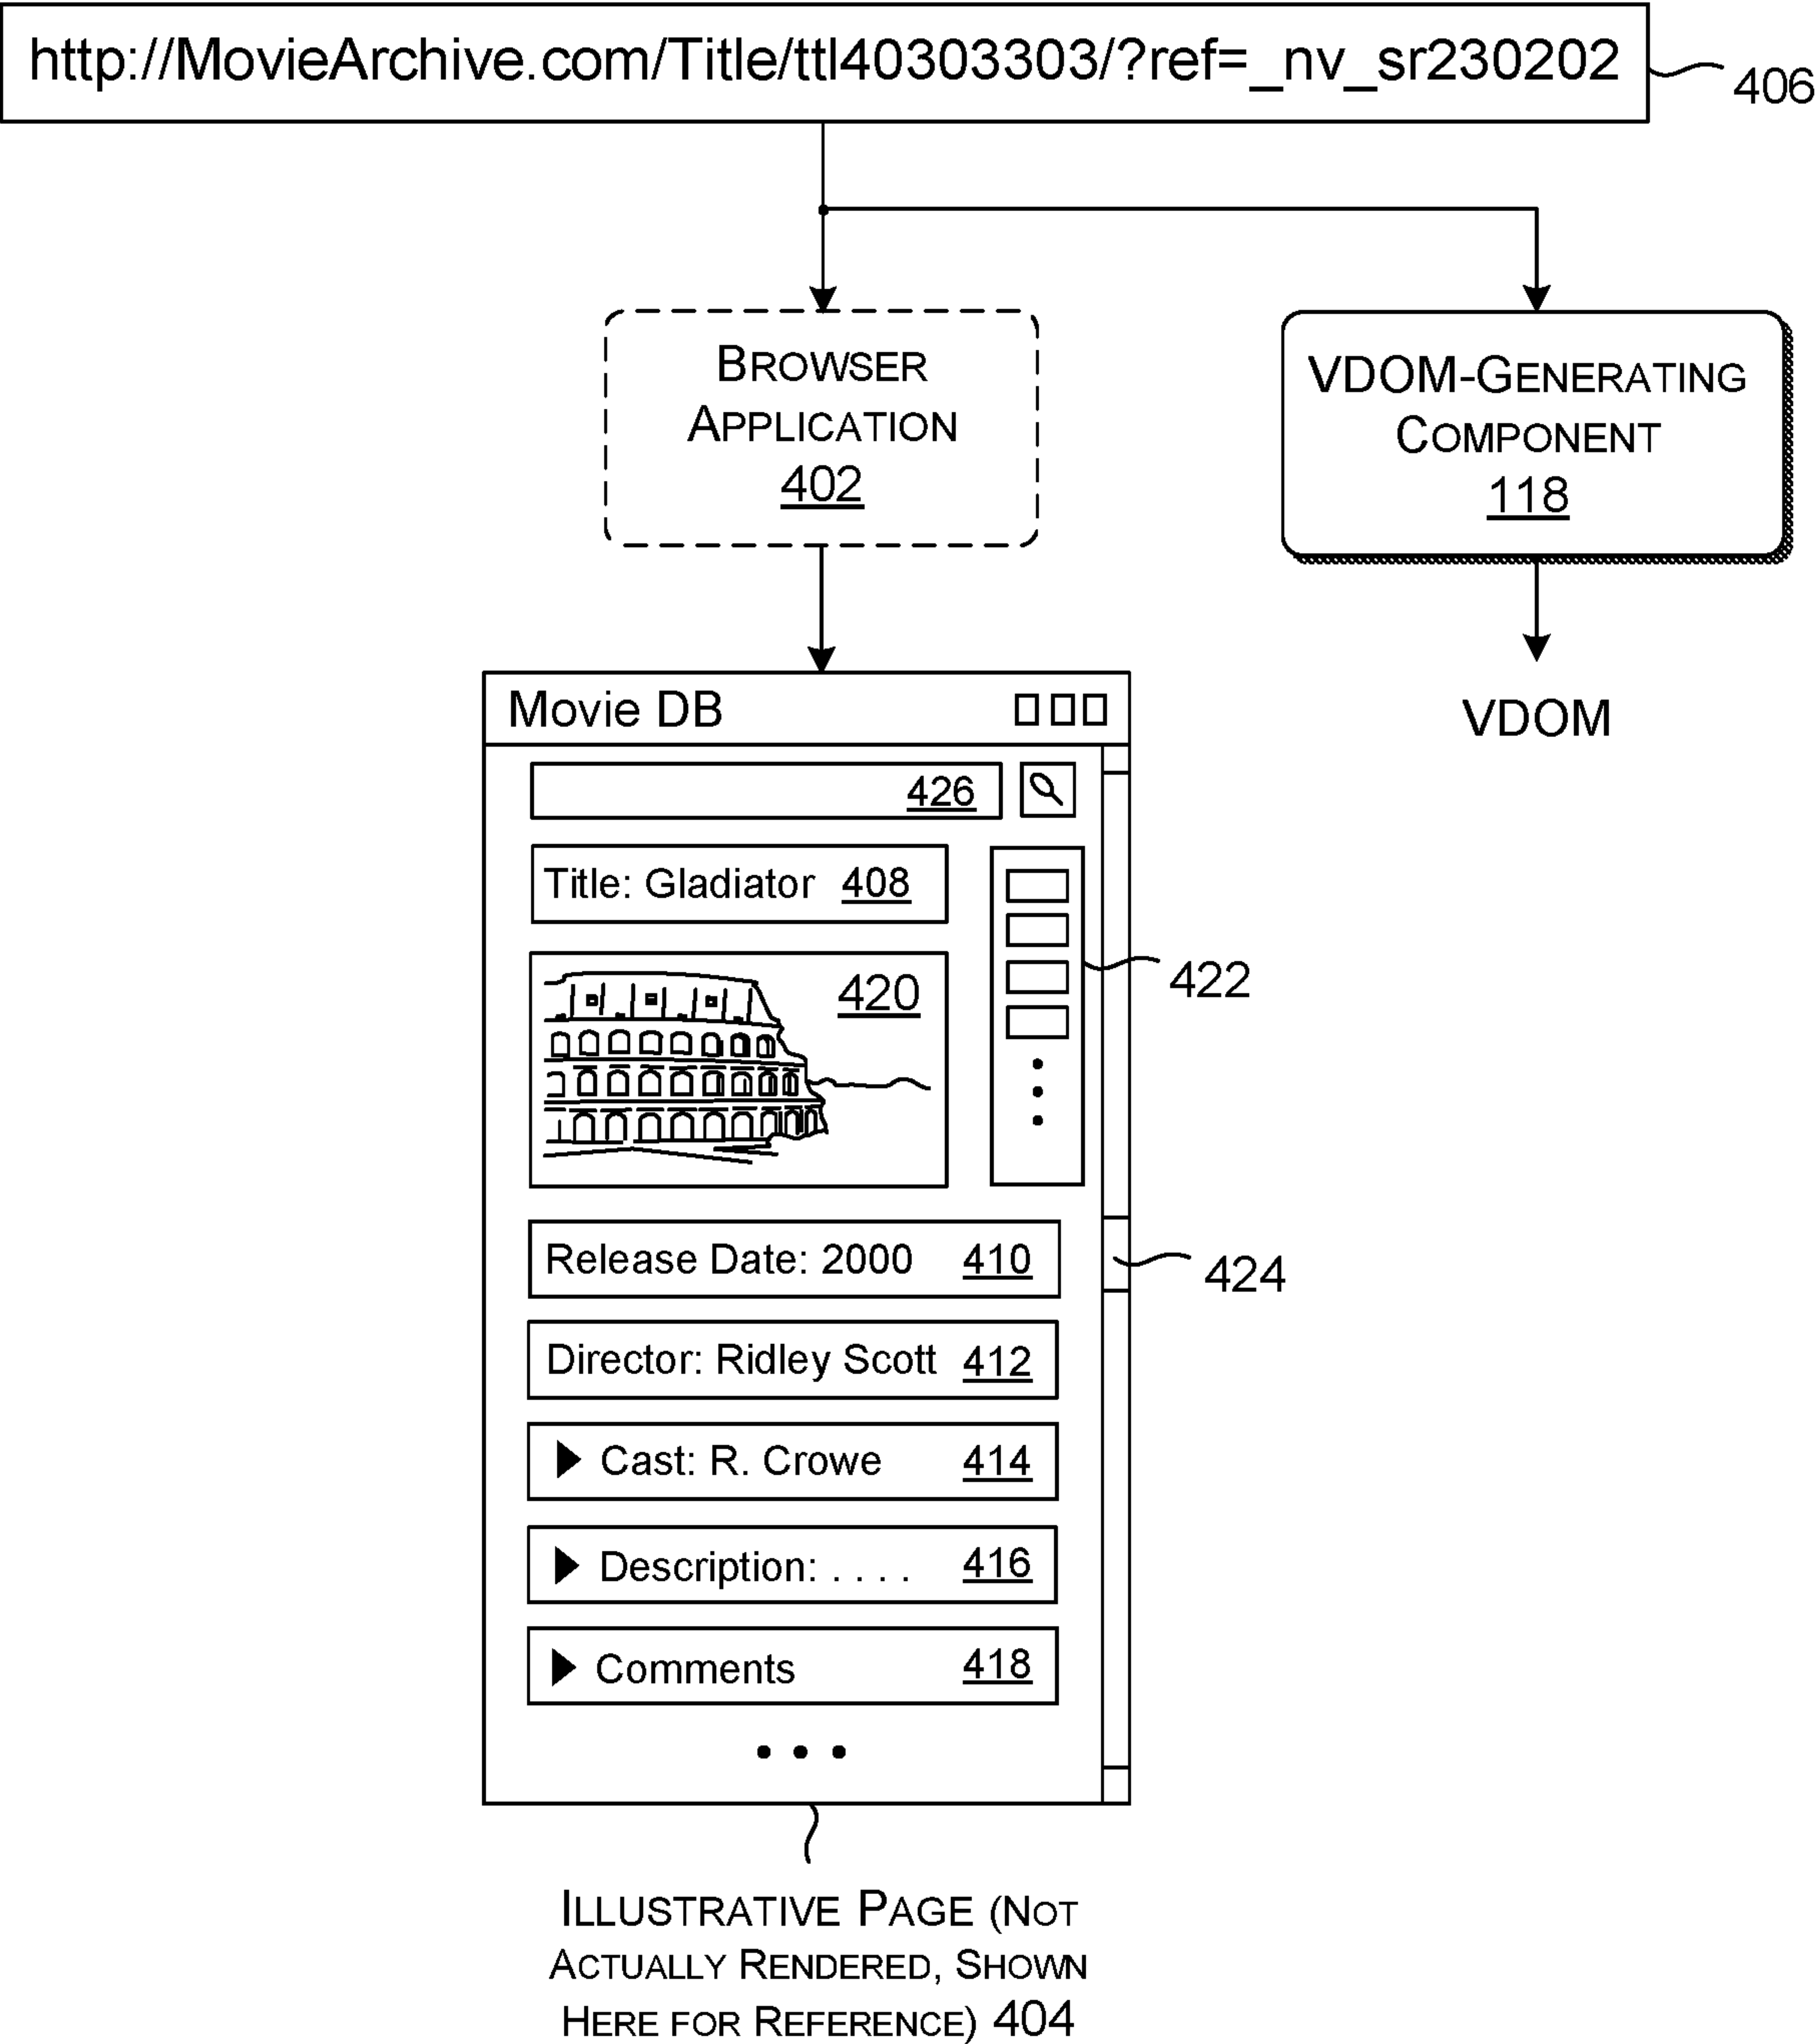 http://MovieArchive.com/Title/ttl40303303/?ref=_nv_sr230202
406
BROWSER
APPLICATION
402
VDOM-GENERATING
COMPONENT
118
VDOM
Movie DB
426
Title: Gladiator 408
420
422
Release Date: 2000 410
424
Director: Ridley Scott 412
Cast: R. Crowe 414
Description: . . . . 416
Comments 418
ILLUSTRATIVE PAGE (NOT
ACTUALLY RENDERED, SHOWN
HERE FOR REFERENCE) 404